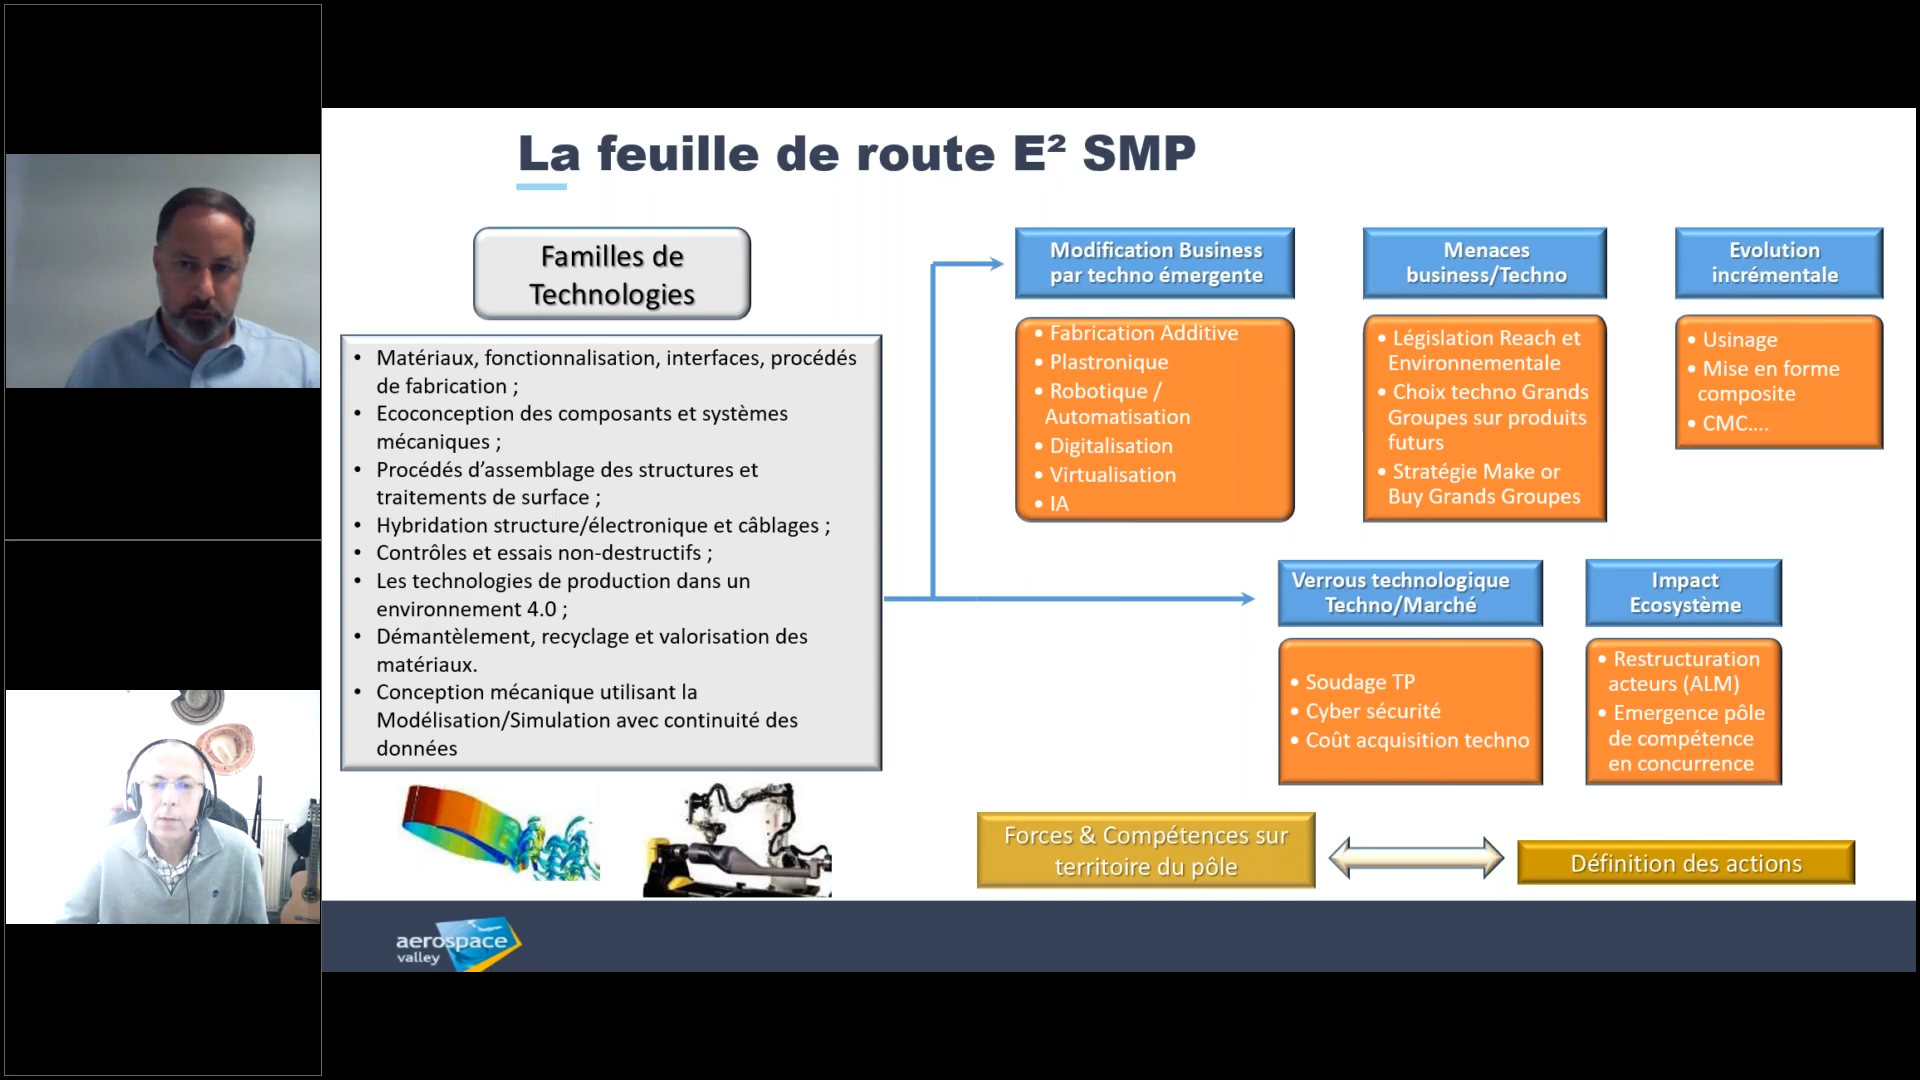 La feuille de route E² SMP
Familles de
Technologies
• Matériaux, fonctionnalisation, interfaces, procédés
de fabrication ;
• Ecoconception des composants et systèmes
mécaniques ;
• Procédés d’assemblage des structures et
traitements de surface ;
• Hybridation structure/électronique et câblages ;
• Contrôles et essais non-destructifs ;
• Les technologies de production dans un
environnement 4.0 ;
• Démantèlement, recyclage et valorisation des
matériaux.
• Conception mécanique utilisant la
Modélisation/Simulation avec continuité des
données
Modification Business
par techno émergente
• Fabrication Additive
• Plastronique
• Robotique /
Automatisation
• Digitalisation
• Virtualisation
• IA
Menaces
business/Techno
• Législation Reach et
Environnementale
• Choix techno Grands
Groupes sur produits
futurs
• Stratégie Make or
Buy Grands Groupes
Evolution
incrémentale
• Usinage
• Mise en forme
composite
• CMC....
Verrous technologique
Techno/Marché
• Soudage TP
• Cyber sécurité
• Coût acquisition techno
Impact
Ecosystème
• Restructuration
acteurs (ALM)
• Emergence pôle
de compétence
en concurrence
Forces & Compétences sur
territoire du pôle
Définition des actions
aerospace
valley